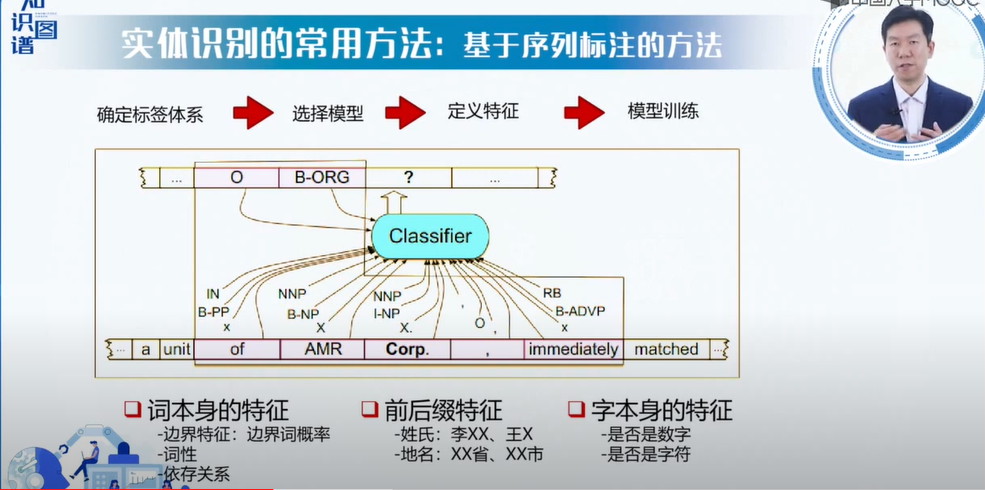 知
识图
谱
中国大学MOOC
实体识别的常用方法：基于序列标注的方法
确定标签体系 选择模型 定义特征 模型训练
... O B-ORG ? ...
Classifier
IN NNP NNP , RB
B-PP B-NP I-NP O B-ADVP
x X X. , x
... a unit of AMR Corp. , immediately matched ...
词本身的特征 前后缀特征 字本身的特征
-边界特征：边界词概率 -姓氏：李XX、王X -是否是数字
-词性 -地名：XX省、XX市 -是否是字符
-依存关系